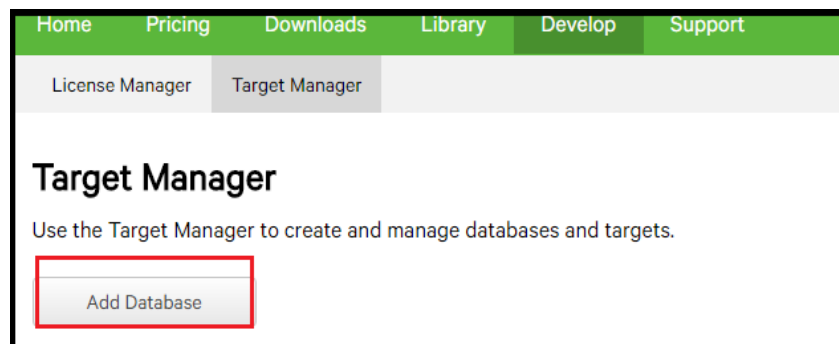 Home Pricing Downloads Library Develop Support
License Manager Target Manager
Target Manager
Use the Target Manager to create and manage databases and targets.
Add Database